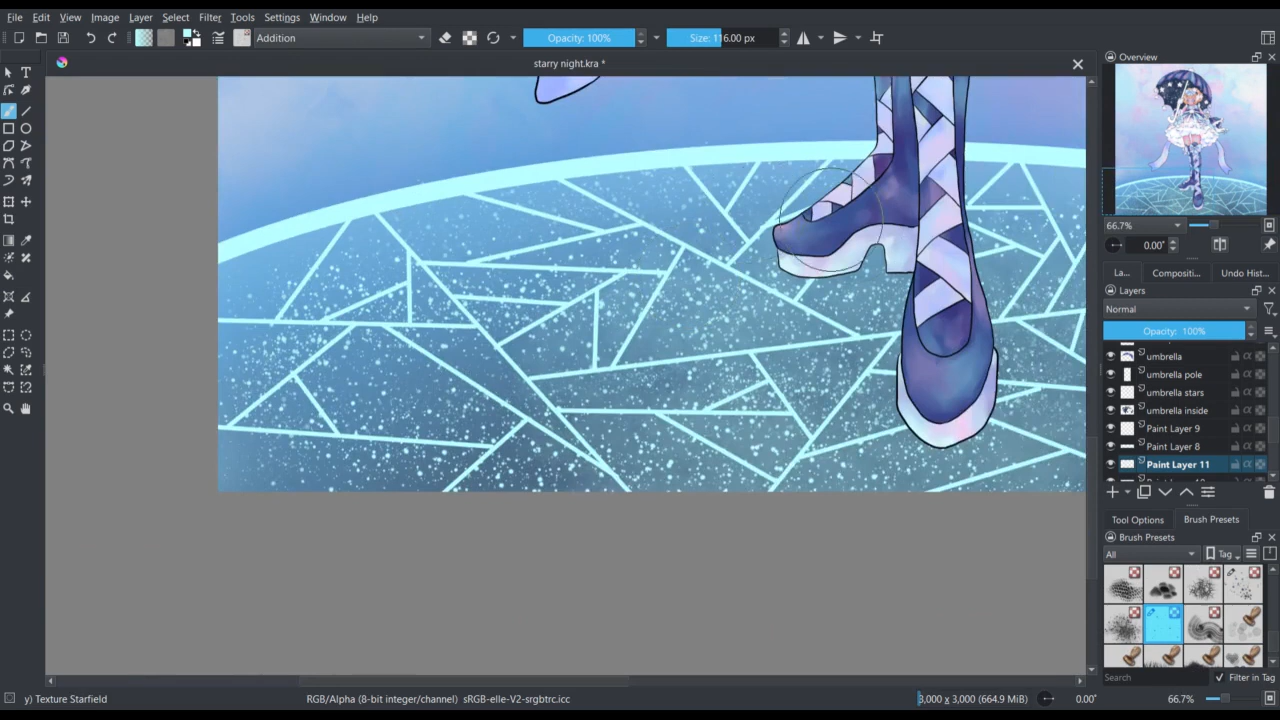 File Edit View Image Layer Select Filter Tools Settings Window Help
Addition Opacity: 100% Size: 116.00 px
starry night.kra *
Overview
66.7%
0.00°
La... Compositi... Undo Hist...
Layers
Normal
Opacity: 100%
umbrella
umbrella pole
umbrella stars
umbrella inside
Paint Layer 9
Paint Layer 8
Paint Layer 11
Tool Options Brush Presets
Brush Presets
All Tag
Search Filter in Tag
y) Texture Starfield RGB/Alpha (8-bit integer/channel) sRGB-elle-V2-srgbtrc.icc 3,000 x 3,000 (664.9 MiB) 0.00° 66.7%